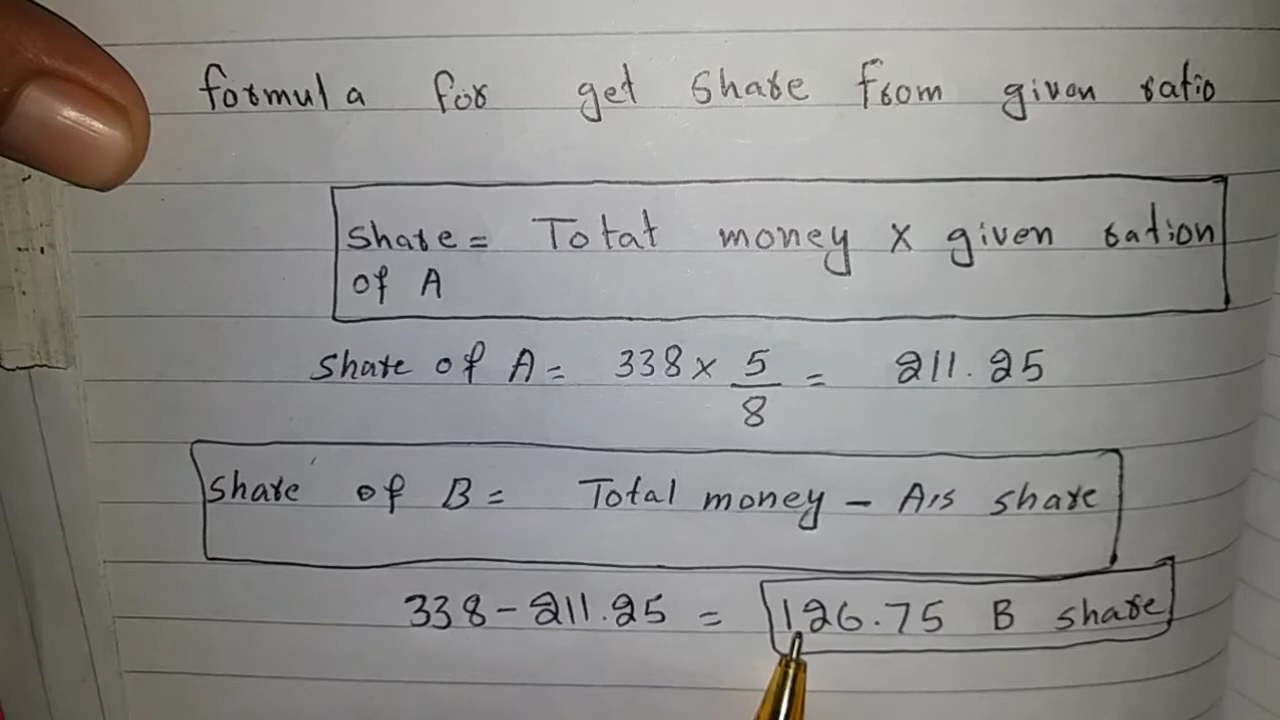 formula for get share from given ratio
Share = Total money x given ration
of A
Share of A = 338 x 5/8 = 211.25
Share of B = Total money - A's share
338 - 211.25 = 126.75 B share